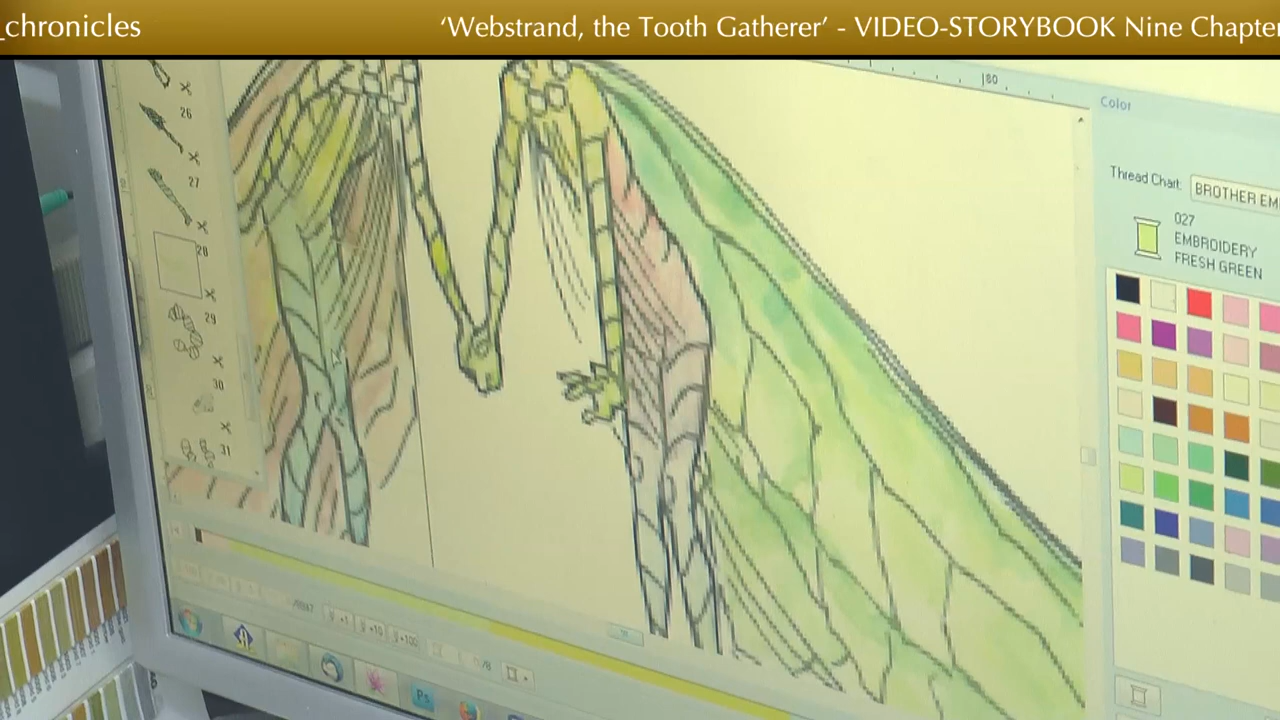 _chronicles
‘Webstrand, the Tooth Gatherer’ - VIDEO-STORYBOOK Nine Chapter
80
Color
Thread Chart:
BROTHER EM
027
EMBROIDERY
FRESH GREEN
26
27
28
29
30
31
Ps